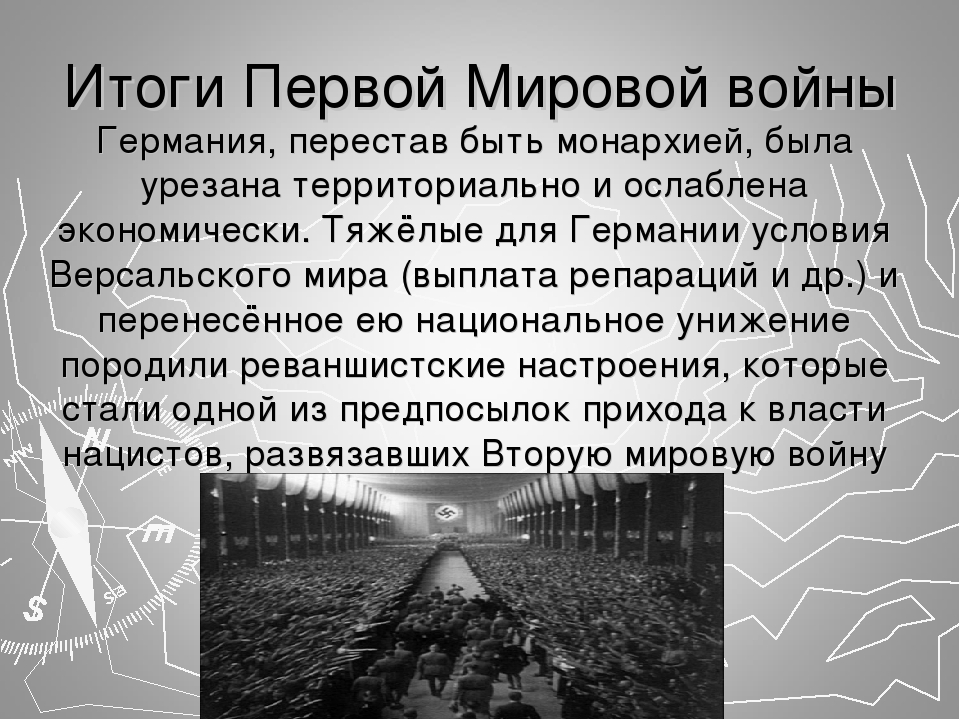 Итоги Первой Мировой войны
Германия, перестав быть монархией, была
урезана территориально и ослаблена
экономически. Тяжёлые для Германии условия
Версальского мира (выплата репараций и др.) и
перенесённое ею национальное унижение
породили реваншистские настроения, которые
стали одной из предпосылок прихода к власти
нацистов, развязавших Вторую мировую войну
NW
N
E
m
SE
S